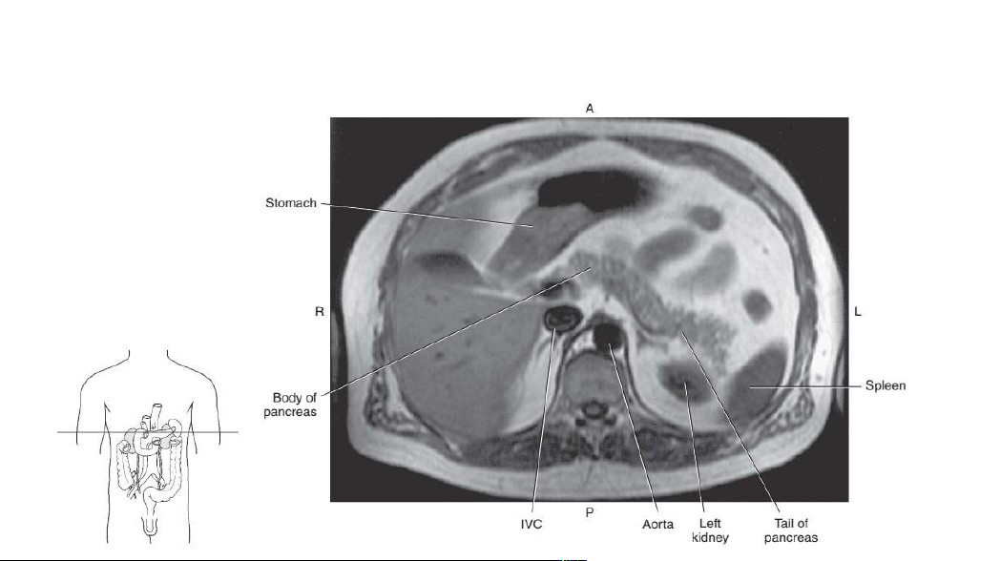 A
Stomach
R
L
Body of
pancreas
Spleen
IVC
P
Aorta
Left
kidney
Tail of
pancreas